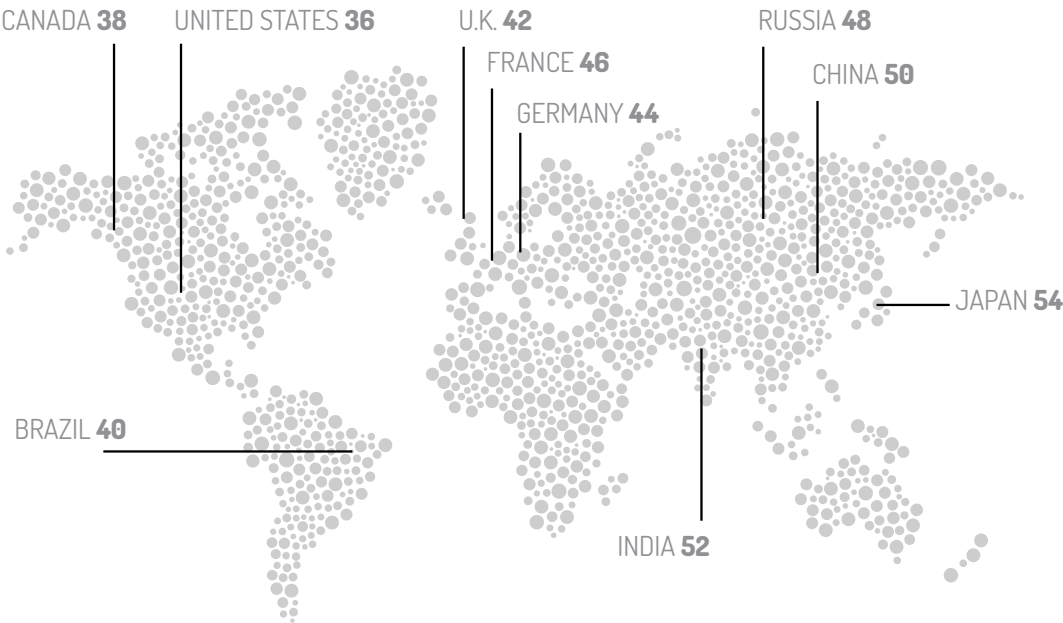 CANADA 38
UNITED STATES 36
U.K. 42
RUSSIA 48
FRANCE 46
CHINA 50
GERMANY 44
JAPAN 54
BRAZIL 40
INDIA 52